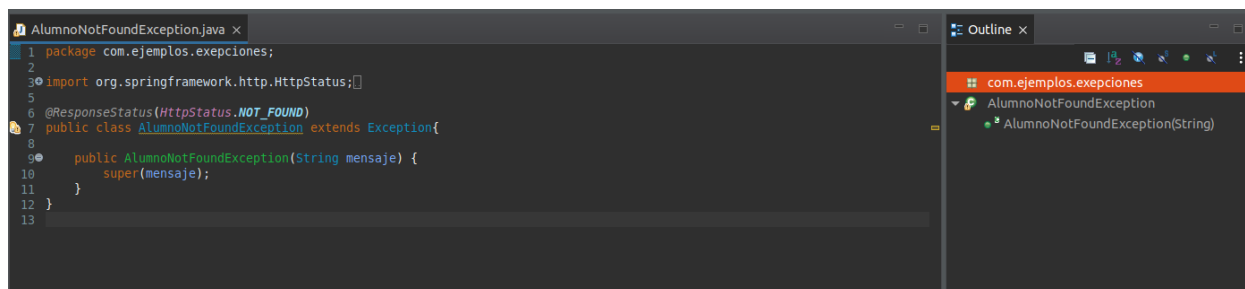 AlumnoNotFoundException.java ×
1 package com.ejemplos.exepciones;
2
3 import org.springframework.http.HttpStatus;
5
6 @ResponseStatus(HttpStatus.NOT_FOUND)
7 public class AlumnoNotFoundException extends Exception{
8
9     public AlumnoNotFoundException(String mensaje) {
10         super(mensaje);
11     }
12 }
13
Outline ×
com.ejemplos.exepciones
AlumnoNotFoundException
AlumnoNotFoundException(String)